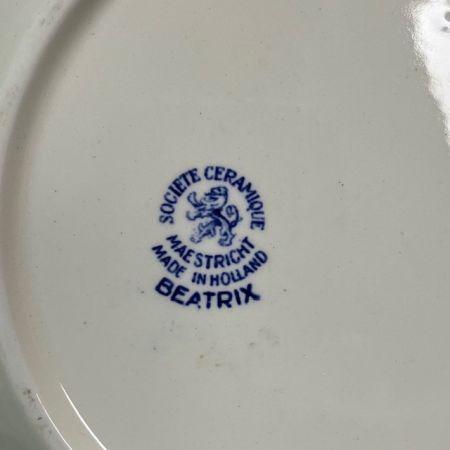 SOCIETE CERAMIQUE
MAESTRICHT
MADE IN HOLLAND
BEATRIX